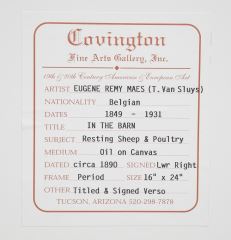 Covington
Fine Arts Gallery, Inc.
19th & 20th Century American & European Art
ARTIST EUGENE REMY MAES (T. Van Sluys)
NATIONALITY Belgian
DATES 1849 - 1931
TITLE IN THE BARN
SUBJECT Resting Sheep & Poultry
MEDIUM Oil on Canvas
DATED circa 1890 SIGNED Lwr Right
FRAME Period SIZE 16" x 24"
OTHER Titled & Signed Verso
TUCSON, ARIZONA 520-298-7878